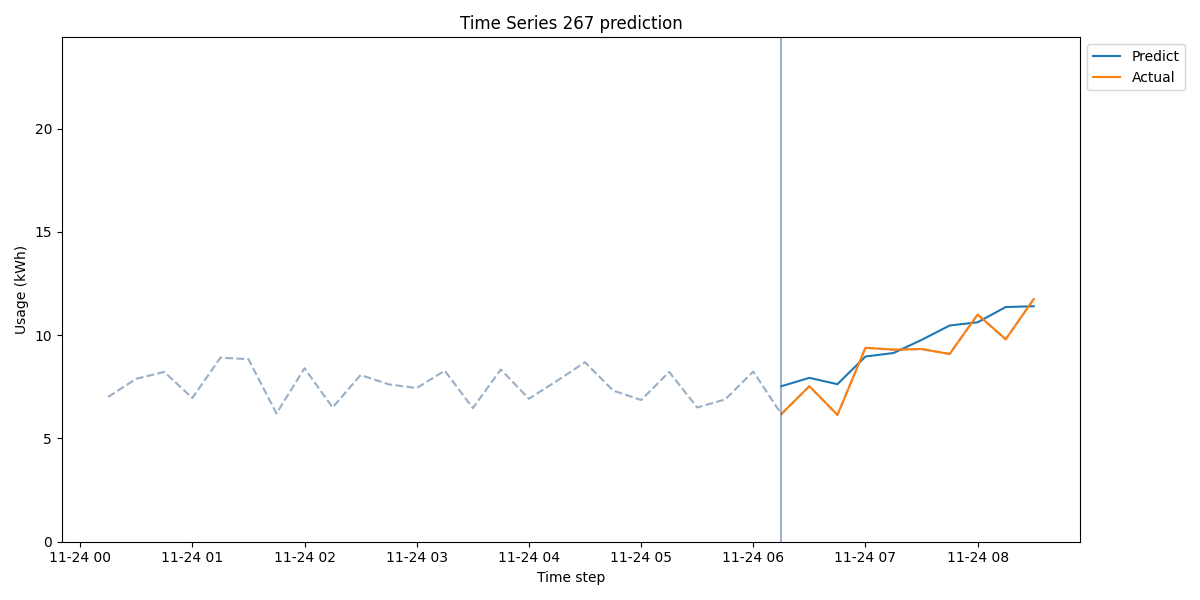 Time Series 267 prediction
Predict
Actual
Usage (kWh)
20
15
10
5
0
11-24 00 11-24 01 11-24 02 11-24 03 11-24 04 11-24 05 11-24 06 11-24 07 11-24 08
Time step